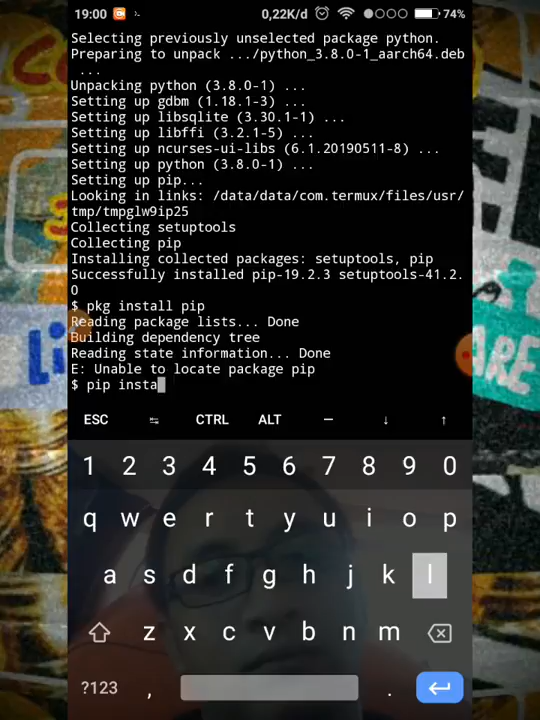 19:00 0,22K/d 74%
Selecting previously unselected package python.
Preparing to unpack .../python_3.8.0-1_aarch64.deb
...
Unpacking python (3.8.0-1) ...
Setting up gdbm (1.18.1-3) ...
Setting up libsqlite (3.30.1-1) ...
Setting up libffi (3.2.1-5) ...
Setting up ncurses-ui-libs (6.1.20190511-8) ...
Setting up python (3.8.0-1) ...
Setting up pip...
Looking in links: /data/data/com.termux/files/usr/
tmp/tmpglw9ip25
Collecting setuptools
Collecting pip
Installing collected packages: setuptools, pip
Successfully installed pip-19.2.3 setuptools-41.2.
0
$ pkg install pip
Reading package lists... Done
Building dependency tree
Reading state information... Done
E: Unable to locate package pip
$ pip insta
ESC CTRL ALT – ↓ ↑
1 2 3 4 5 6 7 8 9 0
q w e r t y u i o p
a s d f g h j k l
z x c v b n m
?123 , .